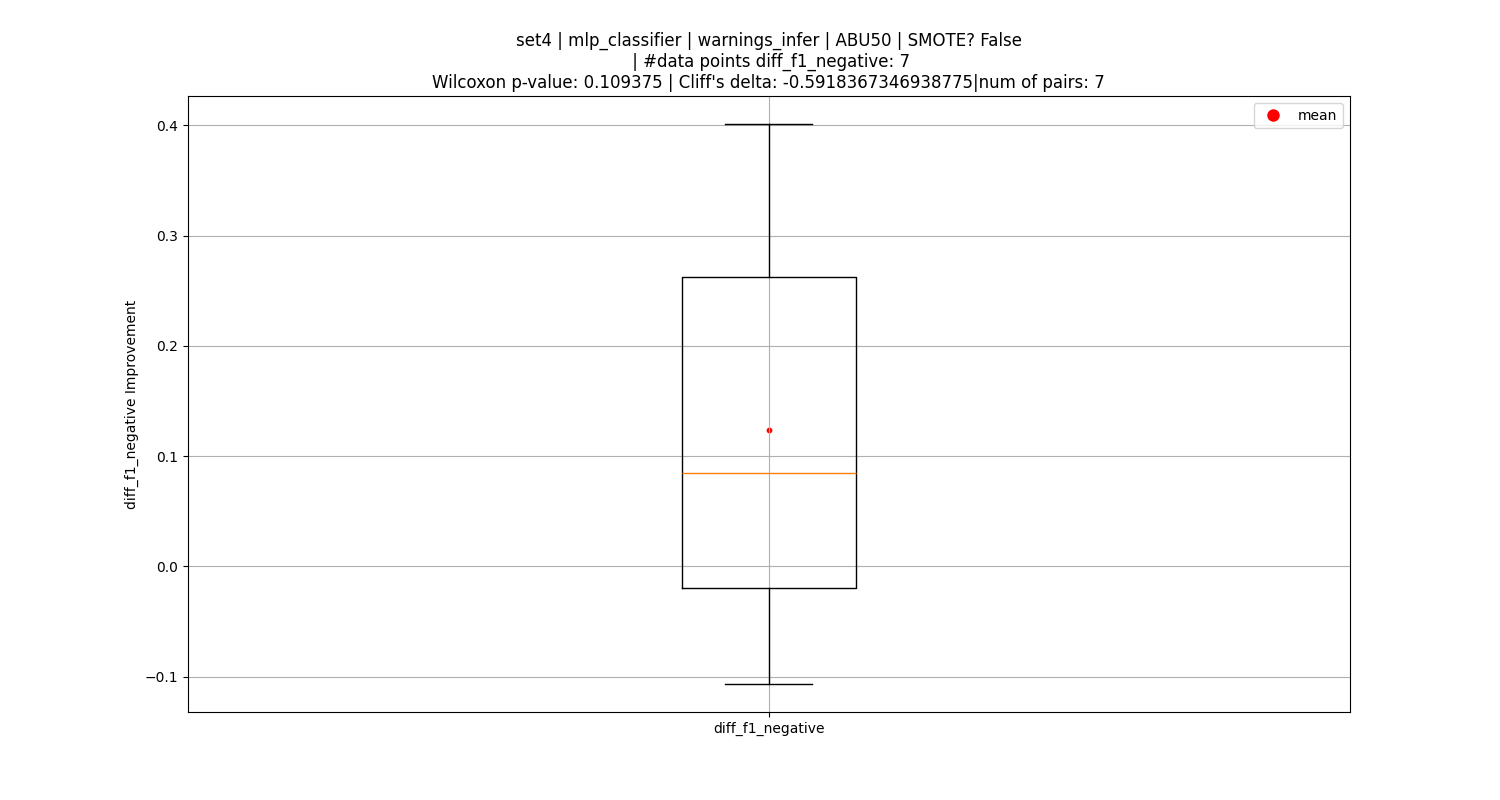 set4 | mlp_classifier | warnings_infer | ABU50 | SMOTE? False
| #data points diff_f1_negative: 7
Wilcoxon p-value: 0.109375 | Cliff's delta: -0.5918367346938775|num of pairs: 7
mean
0.4
0.3
0.2
0.1
0.0
−0.1
diff_f1_negative Improvement
diff_f1_negative